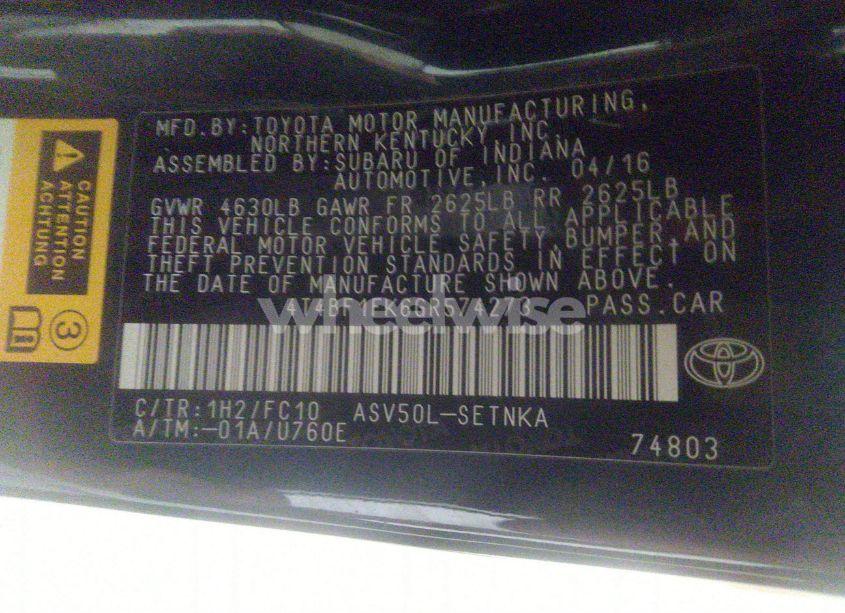 MFD.BY:TOYOTA MOTOR MANUFACTURING,
NORTHERN KENTUCKY, INC.
ASSEMBLED BY:SUBARU OF INDIANA
AUTOMOTIVE,INC. 04/16
GVWR 4630LB GAWR FR 2625LB RR 2625LB
THIS VEHICLE CONFORMS TO ALL APPLICABLE
FEDERAL MOTOR VEHICLE SAFETY,BUMPER,AND
THEFT PREVENTION STANDARDS IN EFFECT ON
THE DATE OF MANUFACTURE SHOWN ABOVE.
PASS.CAR
wheelwise
C/TR:1H2/FC10 ASV50L-SETNKA
A/TM:-01A/U760E
74803
CAUTION
ATTENTION
ACHTUNG
3